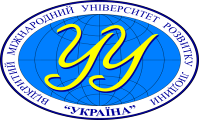 ВІДКРИТИЙ МІЖНАРОДНИЙ УНІВЕРСИТЕТ РОЗВИТКУ ЛЮДИНИ
УУ
“УКРАЇНА”